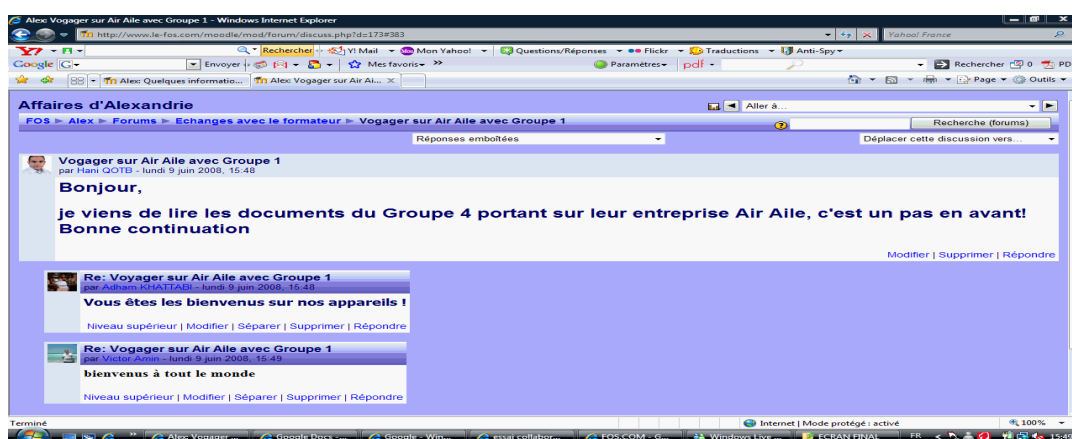 Alex: Vogager sur Air Aile avec Groupe 1 - Windows Internet Explorer
http://www.le-fos.com/moodle/mod/forum/discuss.php?d=173#383
Yahoo! France
Rechercher Y! Mail Mon Yahoo! Questions/Réponses Flickr Traductions Anti-Spy
Google G Envoyer Mes favoris Paramètres pdf - Rechercher 0 PD
Alex: Quelques informatio... Alex: Vogager sur Air Ai... Page Outils
Affaires d'Alexandrie
Aller à...
FOS ► Alex ► Forums ► Echanges avec le formateur ► Vogager sur Air Aile avec Groupe 1
Recherche (forums)
Réponses emboîtées
Déplacer cette discussion vers...
Vogager sur Air Aile avec Groupe 1
par Hani QOTB - lundi 9 juin 2008, 15:48
Bonjour,
je viens de lire les documents du Groupe 4 portant sur leur entreprise Air Aile, c'est un pas en avant!
Bonne continuation
Modifier | Supprimer | Répondre
Re: Voyager sur Air Aile avec Groupe 1
par Adham KHATTABI - lundi 9 juin 2008, 15:48
Vous êtes les bienvenus sur nos appareils !
Niveau supérieur | Modifier | Séparer | Supprimer | Répondre
Re: Vogager sur Air Aile avec Groupe 1
par Victor Amin - lundi 9 juin 2008, 15:49
bienvenus à tout le monde
Niveau supérieur | Modifier | Séparer | Supprimer | Répondre
Terminé
Internet | Mode protégé : activé
100%
Alex: Vogager ... Google Docs -... Google - Win... essai collabor... FOS.COM - G... Windows Live ... ECRAN FINAL FR 15:49